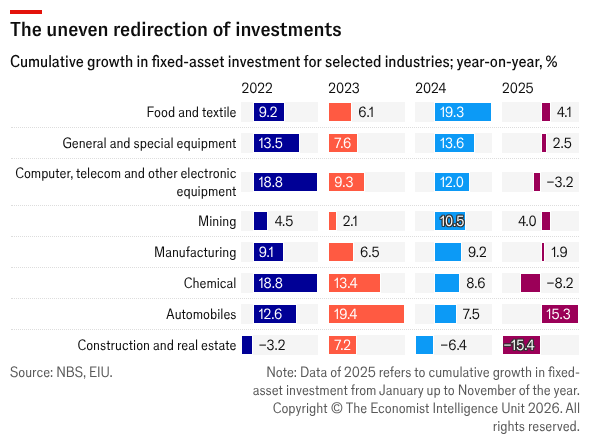 The uneven redirection of investments
Cumulative growth in fixed-asset investment for selected industries; year-on-year, %
2022 2023 2024 2025
Food and textile 9.2 6.1 19.3 4.1
General and special equipment 13.5 7.6 13.6 2.5
Computer, telecom and other electronic
equipment 18.8 9.3 12.0 −3.2
Mining 4.5 2.1 10.5 4.0
Manufacturing 9.1 6.5 9.2 1.9
Chemical 18.8 13.4 8.6 −8.2
Automobiles 12.6 19.4 7.5 15.3
Construction and real estate −3.2 7.2 −6.4 −15.4
Source: NBS, EIU.
Note: Data of 2025 refers to cumulative growth in fixed-
asset investment from January up to November of the year.
Copyright © The Economist Intelligence Unit 2026. All
rights reserved.